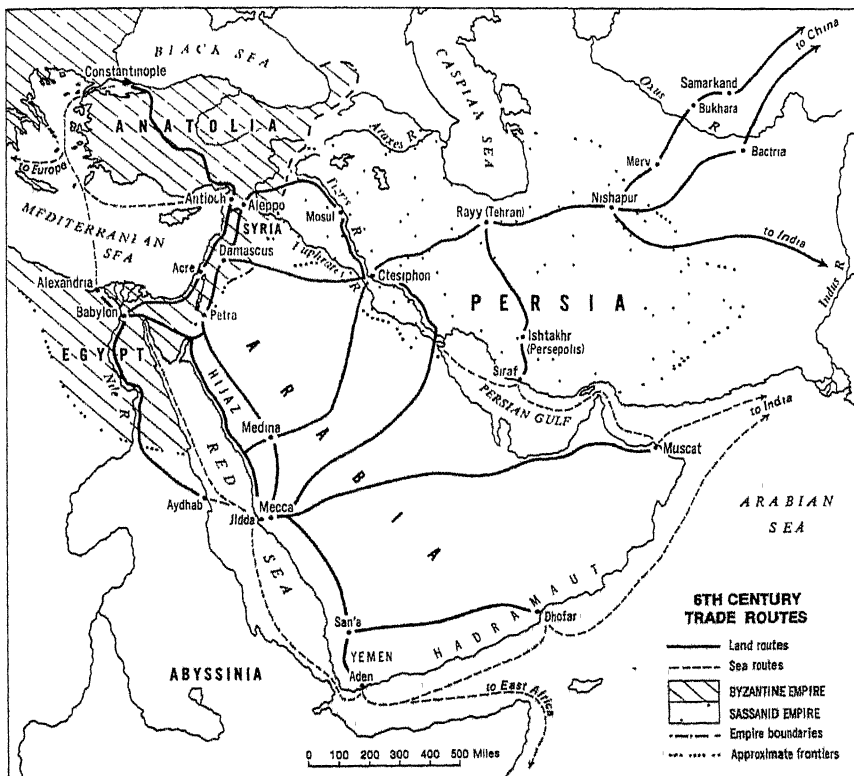 BLACK SEA
Constantinople
ANATOLIA
to Europe
Antioch
Aleppo
SYRIA
MEDITERRANEAN
SEA
Damascus
Acre
Alexandria
Babylon
Petra
EGYPT
Nile R
CASPIAN SEA
Araxes R
Tigris R
Mosul
Euphrates R
Ctesiphon
Rayy (Tehran)
PERSIA
Ishtakhr
(Persepolis)
Siraf
PERSIAN GULF
to China
Oxus R
Samarkand
Bukhara
Merv
Bactria
Nishapur
to India
Indus R
to India
Muscat
ARABIAN
SEA
ARABIA
HIJAZ
Medina
RED SEA
Aydhab
Jidda
Mecca
San'a
YEMEN
Aden
HADRAMAUT
Dhofar
ABYSSINIA
to East Africa
0 100 200 300 400 500 Miles
6TH CENTURY
TRADE ROUTES
Land routes
Sea routes
BYZANTINE EMPIRE
SASSANID EMPIRE
Empire boundaries
Approximate frontiers